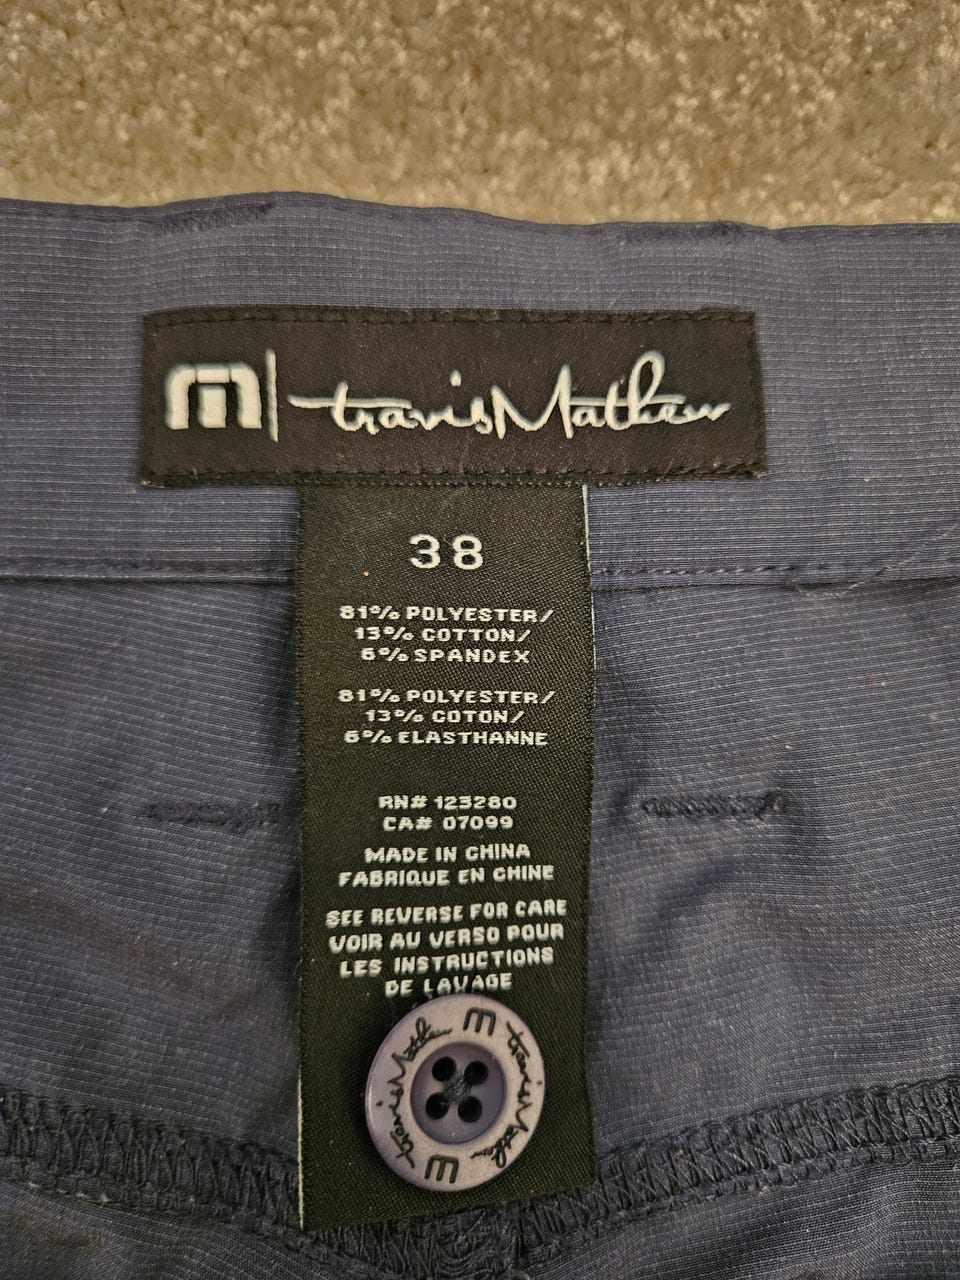 m travisMathew
38
81% POLYESTER/
13% COTTON/
6% SPANDEX
81% POLYESTER/
13% COTON/
6% ELASTHANNE
RN# 123280
CA# 07099
MADE IN CHINA
FABRIQUE EN CHINE
SEE REVERSE FOR CARE
VOIR AU VERSO POUR
LES INSTRUCTIONS
DE LAVAGE
m travisMathew m travisMathew